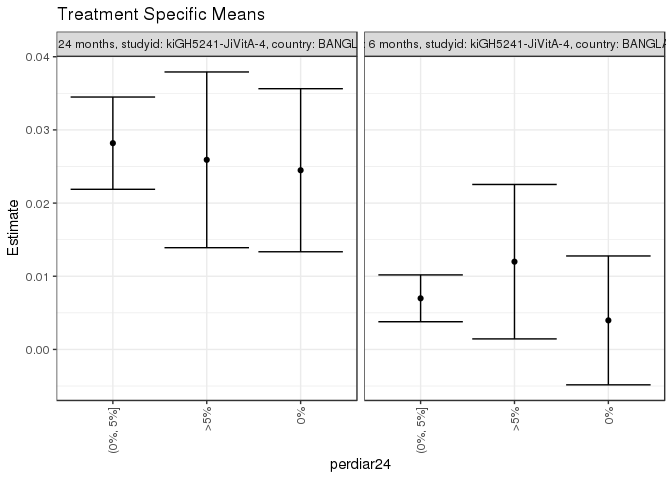 Treatment Specific Means
24 months, studyid: kiGH5241-JiVitA-4, country: BANGL
6 months, studyid: kiGH5241-JiVitA-4, country: BANGLA
Estimate
0.04
0.03
0.02
0.01
0.00
(0%, 5%]
>5%
0%
(0%, 5%]
>5%
0%
perdiar24